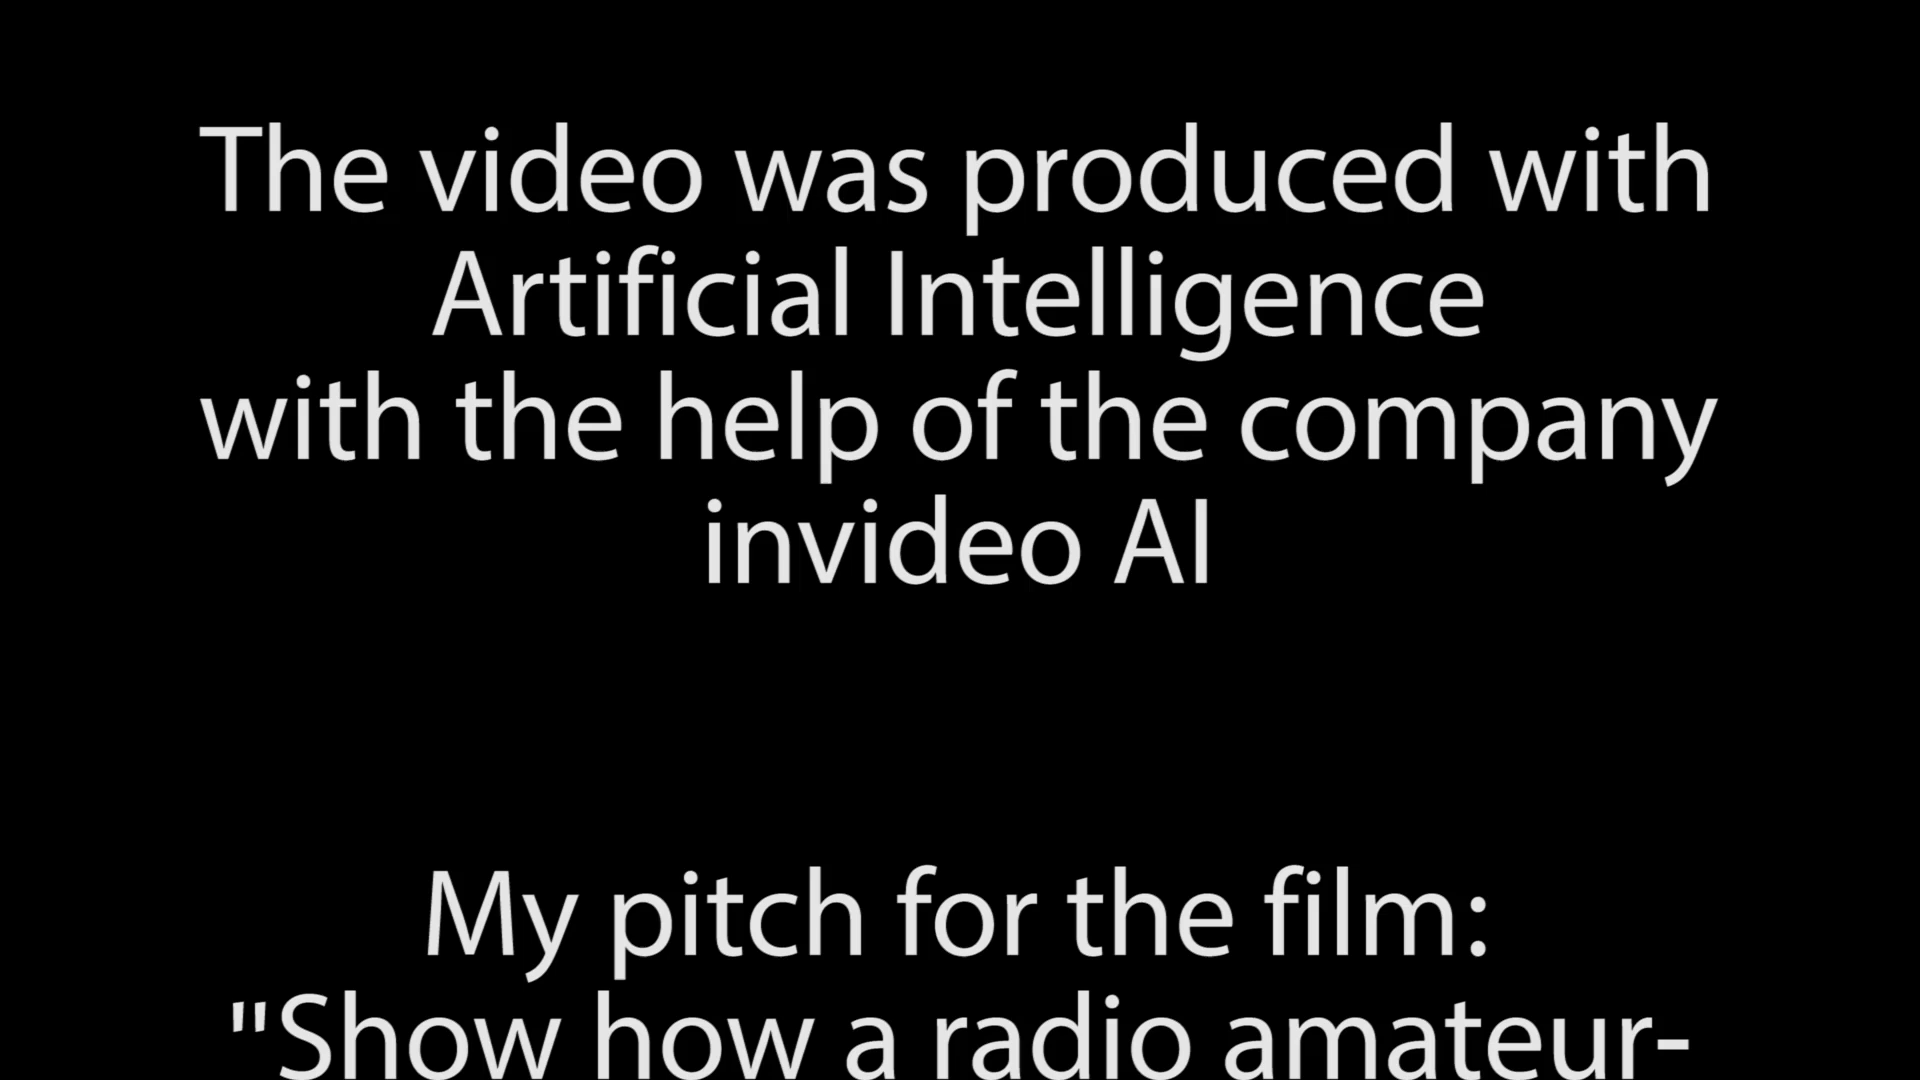 The video was produced with
Artificial Intelligence
with the help of the company
invideo AI
My pitch for the film:
"Show how a radio amateur-